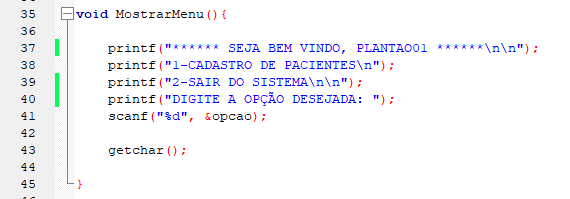 35 void MostrarMenu(){
36
37 printf("****** SEJA BEM VINDO, PLANTAO01 ******\n\n");
38 printf("1-CADASTRO DE PACIENTES\n");
39 printf("2-SAIR DO SISTEMA\n\n");
40 printf("DIGITE A OPÇÃO DESEJADA: ");
41 scanf("%d", &opcao);
42
43 getchar();
44
45 }